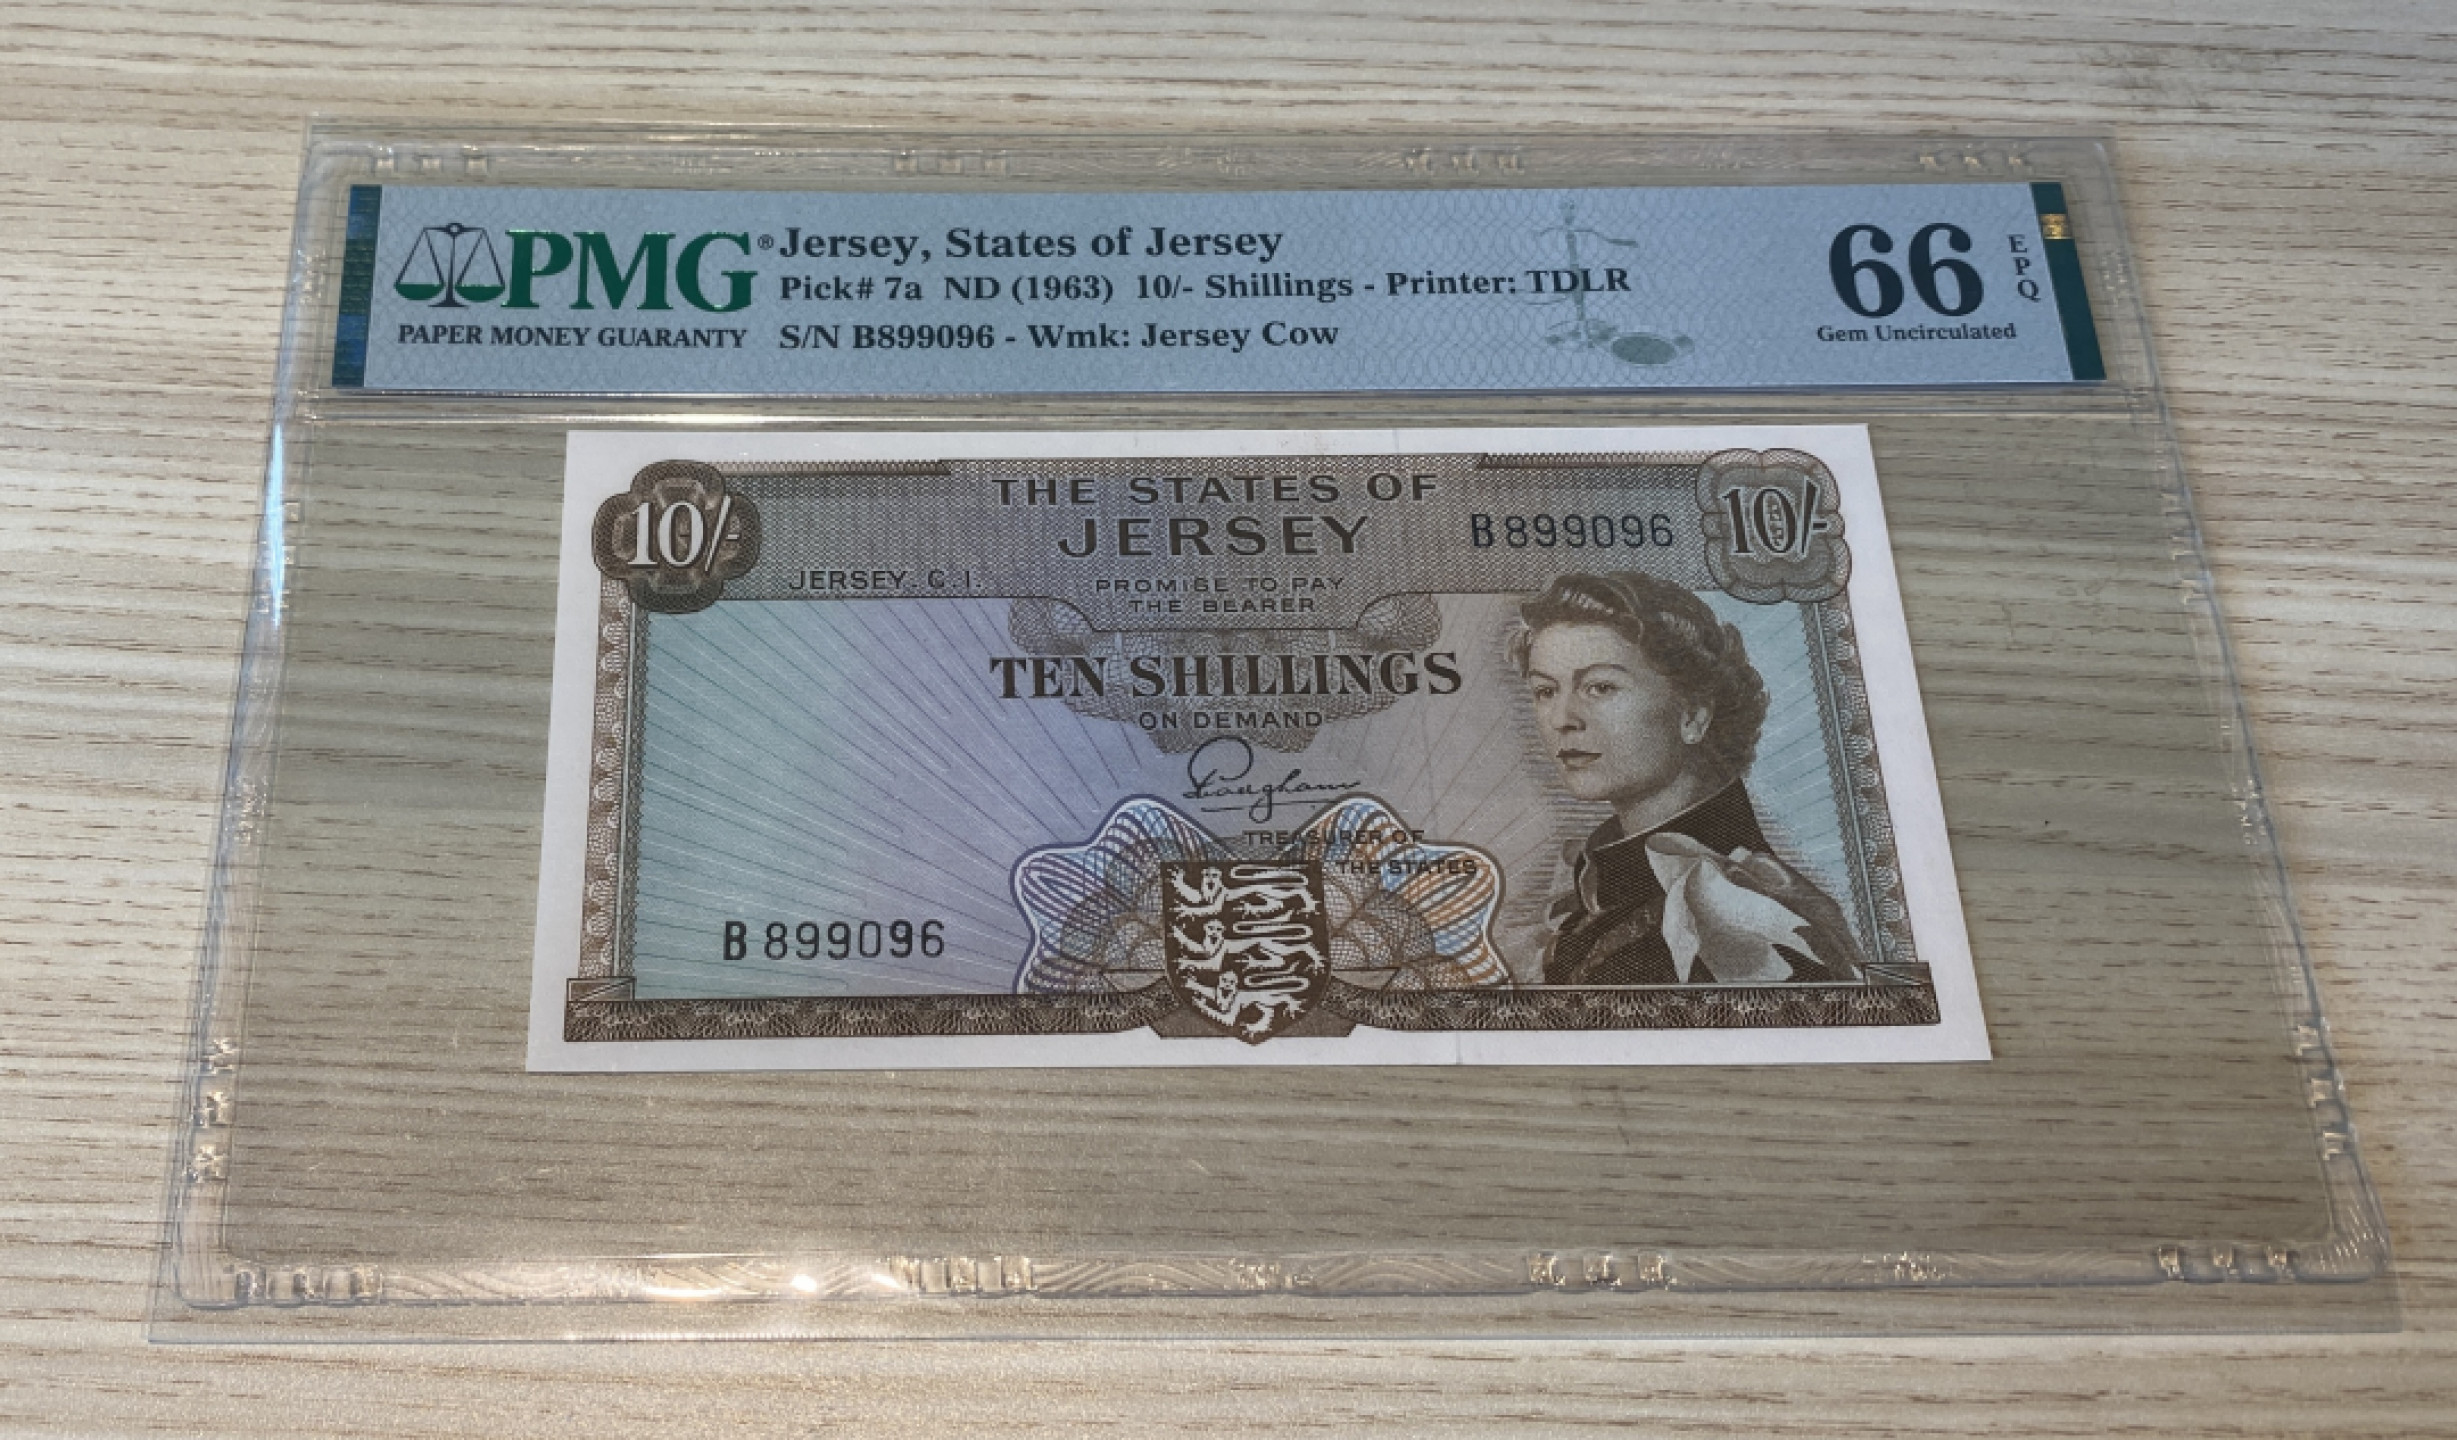 PMG®
PAPER MONEY GUARANTY
Jersey, States of Jersey
Pick# 7a ND (1963) 10/- Shillings - Printer: TDLR
S/N B899096 - Wmk: Jersey Cow
66
EPQ
Gem Uncirculated
10/-
THE STATES OF
JERSEY
B899096
10/-
JERSEY. C.I.
PROMISE TO PAY
THE BEARER
TEN SHILLINGS
ON DEMAND
Padgham
TREASURER OF
THE STATES
B 899096